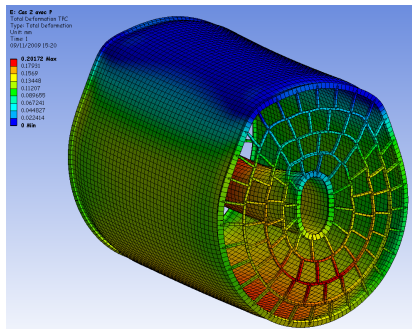 E: Cas 2 avec P
Total Deformation TRC
Type: Total Deformation
Unit: mm
Time: 1
09/11/2009 15:20
0.20172 Max
0.17931
0.1569
0.13448
0.11207
0.089655
0.067241
0.044827
0.022414
0 Min